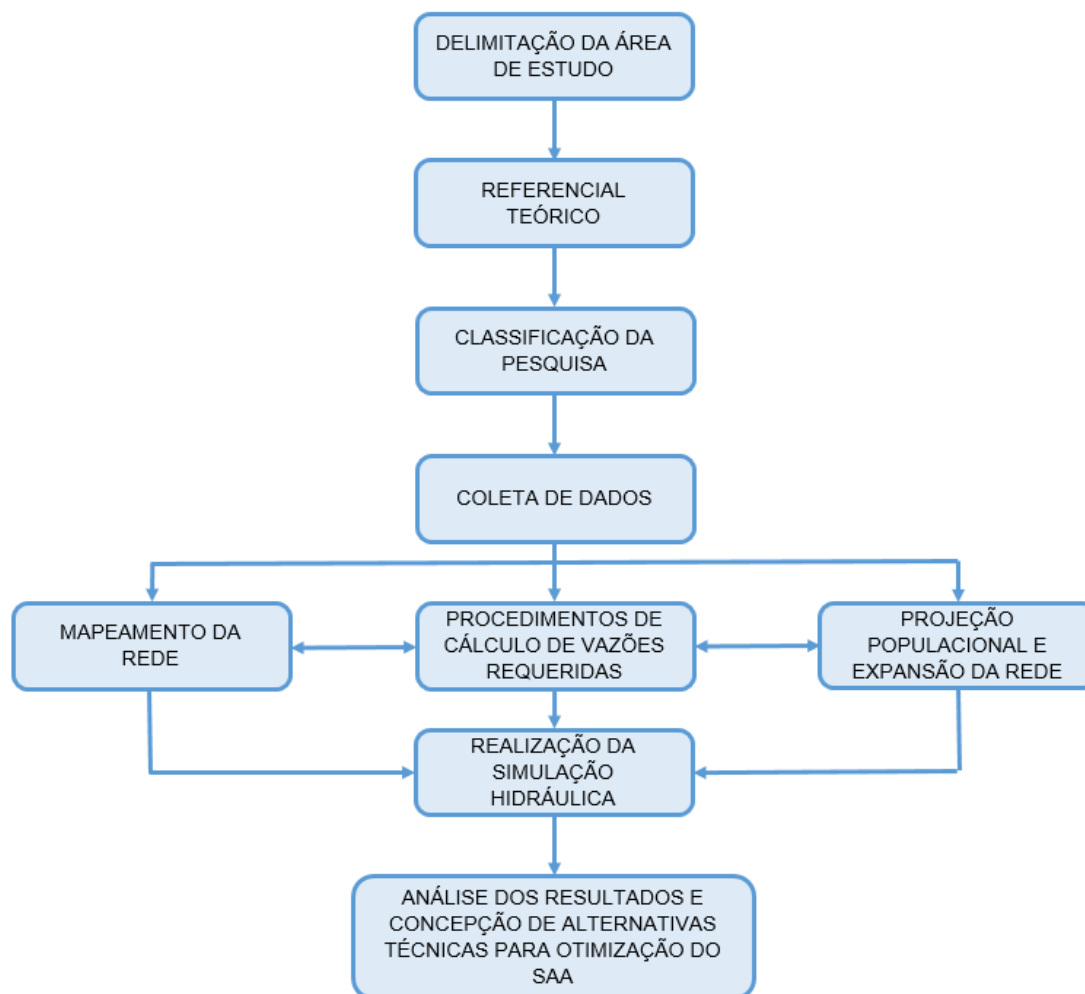 DELIMITAÇÃO DA ÁREA
DE ESTUDO
REFERENCIAL
TEÓRICO
CLASSIFICAÇÃO DA
PESQUISA
COLETA DE DADOS
MAPEAMENTO DA
REDE
PROCEDIMENTOS DE
CÁLCULO DE VAZÕES
REQUERIDAS
PROJEÇÃO
POPULACIONAL E
EXPANSÃO DA REDE
REALIZAÇÃO DA
SIMULAÇÃO
HIDRÁULICA
ANÁLISE DOS RESULTADOS E
CONCEPÇÃO DE ALTERNATIVAS
TÉCNICAS PARA OTIMIZAÇÃO DO
SAA